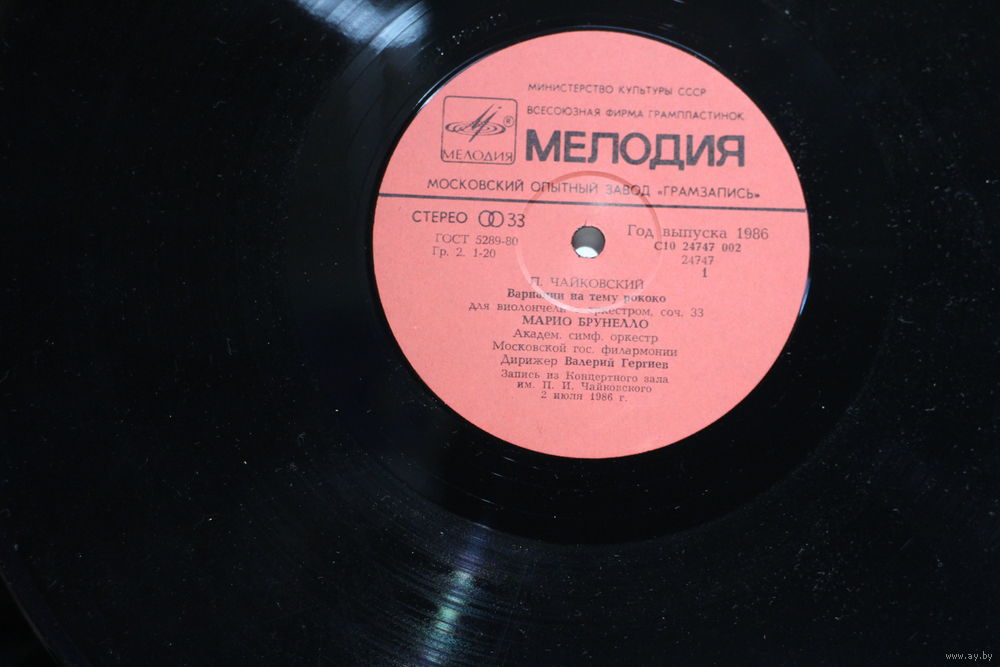 МИНИСТЕРСТВО КУЛЬТУРЫ СССР
ВСЕСОЮЗНАЯ ФИРМА ГРАМПЛАСТИНОК
МЕЛОДИЯ ®
МЕЛОДИЯ
МОСКОВСКИЙ ОПЫТНЫЙ ЗАВОД «ГРАМЗАПИСЬ»
СТЕРЕО 33
ГОСТ 5289-80
Гр. 2. 1-20
Год выпуска 1986
С10 24747 002
24747
1
П. ЧАЙКОВСКИЙ
Вариации на тему рококо
для виолончели оркестром, соч. 33
МАРИО БРУНЕЛЛО
Академ. симф. оркестр
Московской гос. филармонии
Дирижер Валерий Гергиев
Запись из Концертного зала
им. П. И. Чайковского
2 июля 1986 г.
www.ay.by